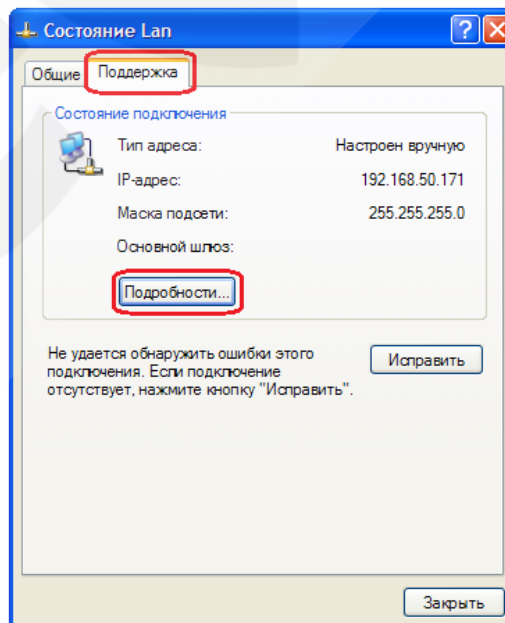 Состояние Lan
Общие Поддержка
Состояние подключения
Тип адреса: Настроен вручную
IP-адрес: 192.168.50.171
Маска подсети: 255.255.255.0
Основной шлюз:
Подробности...
Не удается обнаружить ошибки этого
подключения. Если подключение
отсутствует, нажмите кнопку "Исправить".
Исправить
Закрыть